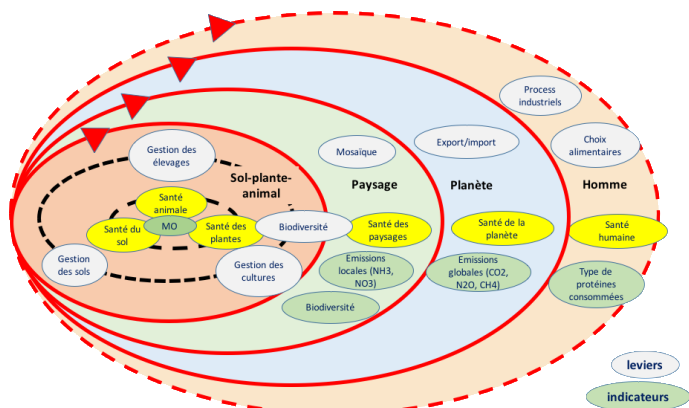 Process
industriels
Gestion des
élevages
Mosaïque
Export/import
Choix
alimentaires
Sol-plante-
animal
Paysage
Planète
Homme
Santé
animale
MO
Santé du
sol
Santé des
plantes
Biodiversité
Santé des
paysages
Santé de la
planète
Santé
humaine
Gestion
des sols
Gestion des
cultures
Emissions
locales (NH3,
NO3)
Emissions
globales (CO2,
N2O, CH4)
Type de
protéines
consommées
Biodiversité
leviers
indicateurs